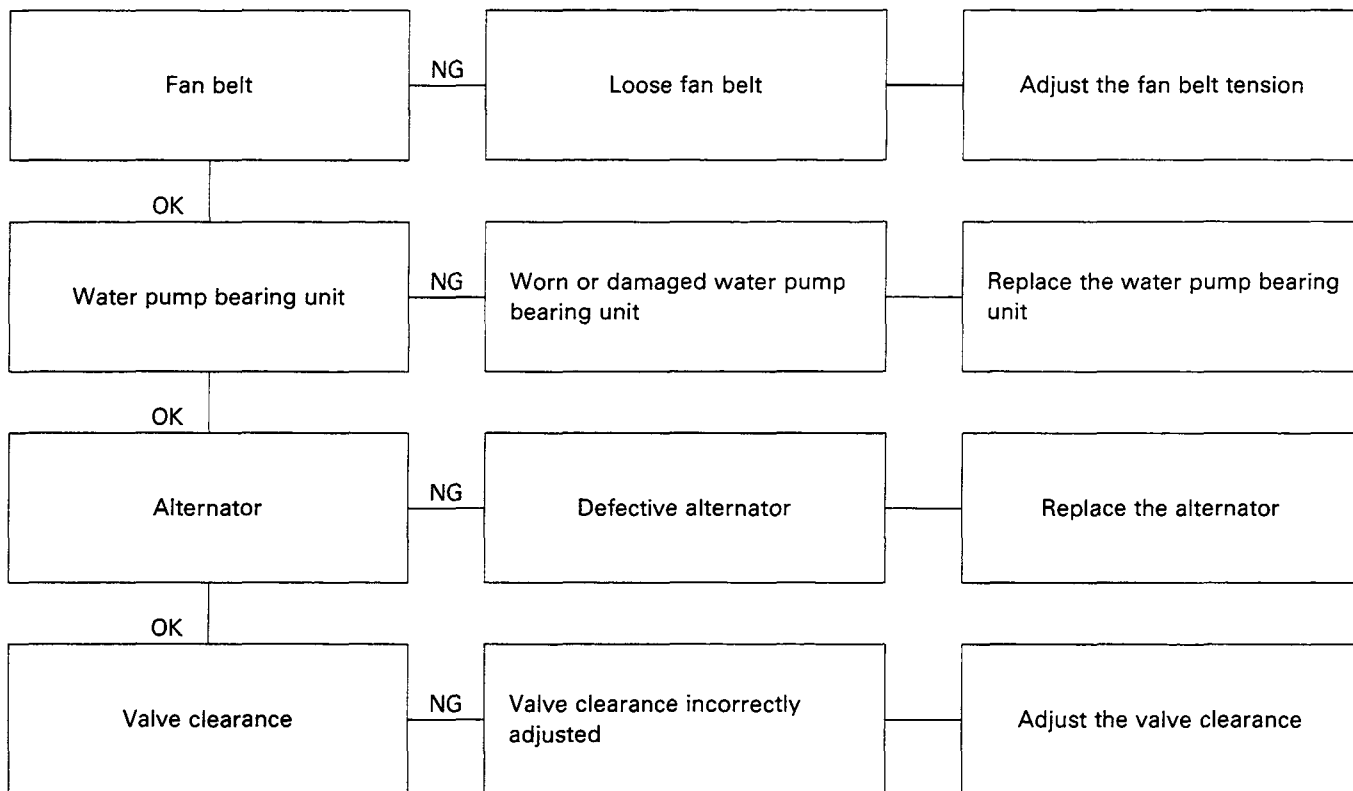 Fan belt
NG
Loose fan belt
Adjust the fan belt tension
OK
Water pump bearing unit
NG
Worn or damaged water pump
bearing unit
Replace the water pump bearing
unit
OK
Alternator
NG
Defective alternator
Replace the alternator
OK
Valve clearance
NG
Valve clearance incorrectly
adjusted
Adjust the valve clearance